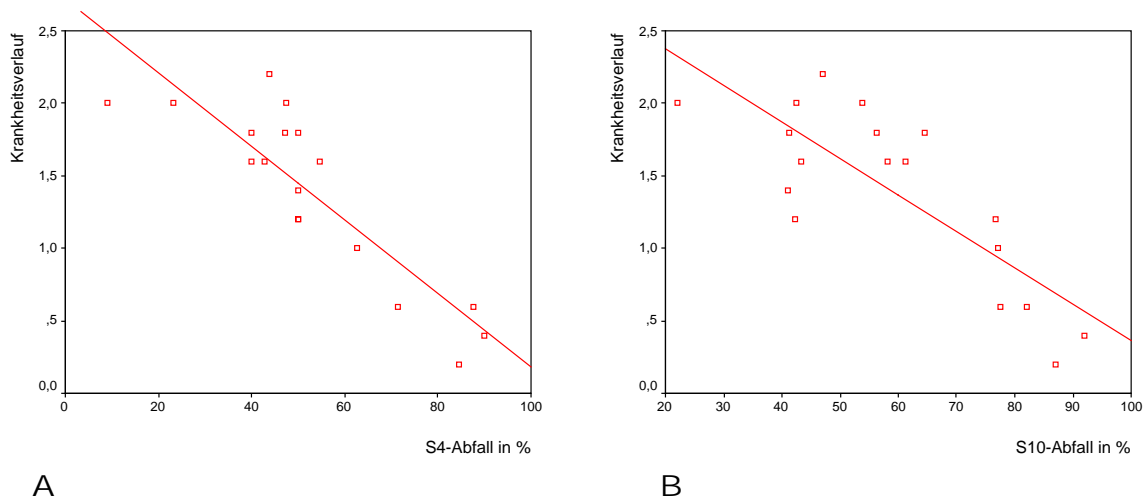 Krankheitsverlauf
2,5
2,0
1,5
1,0
,5
0,0
0 20 40 60 80 100
S4-Abfall in %
A
Krankheitsverlauf
2,5
2,0
1,5
1,0
,5
0,0
20 30 40 50 60 70 80 90 100
S10-Abfall in %
B